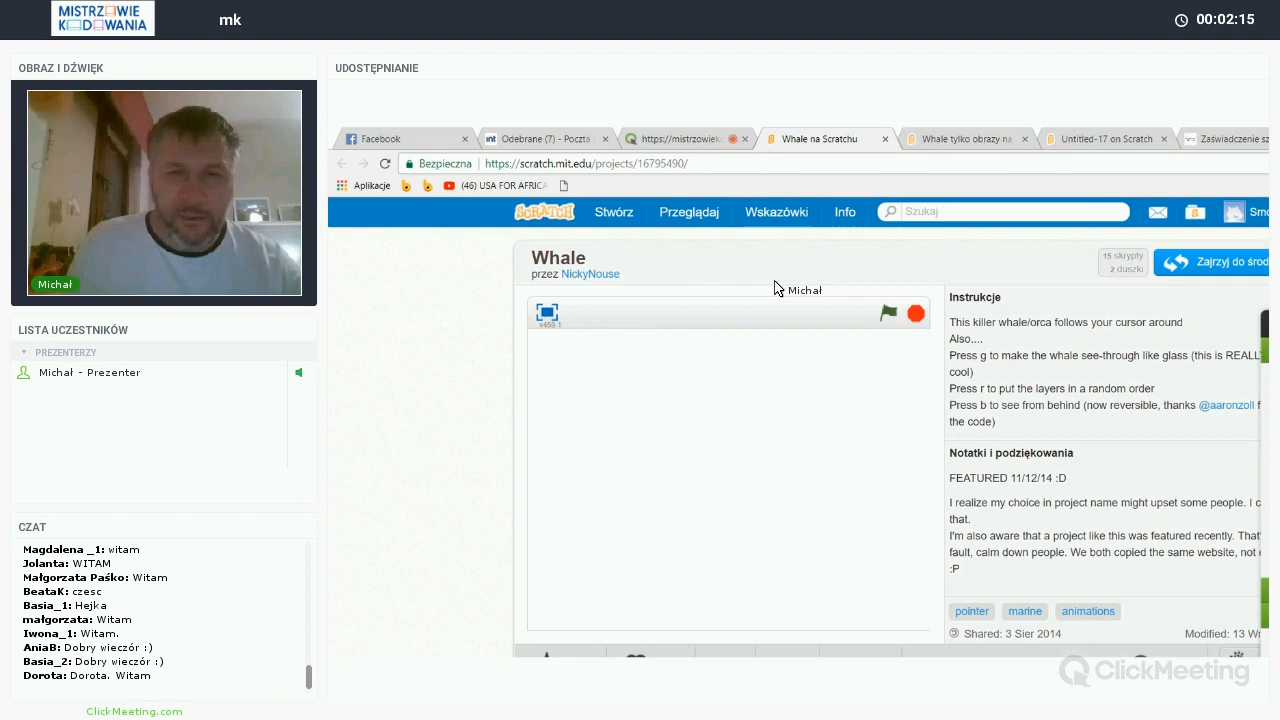 MISTRZOWIE
KODOWANIA
mk
00:02:15
OBRAZ I DŹWIĘK
Michał
LISTA UCZESTNIKÓW
PREZENTERZY
Michał - Prezenter
CZAT
Magdalena _1: witam
Jolanta: WITAM
Małgorzata Paśko: Witam
BeataK: czesc
Basia_1: Hejka
małgorzata: Witam
Iwona_1: Witam.
AniaB: Dobry wieczór :)
Basia_2: Dobry wieczór :)
Dorota: Dorota. Witam
ClickMeeting.com
UDOSTĘPNIANIE
Facebook
Odebrane (7) - Poczta
https://mistrzowiek
Whale na Scratchu
Whale tylko obrazy na
Untitled-17 on Scratch
Zaświadczenie sz
Bezpieczna https://scratch.mit.edu/projects/16795490/
Aplikacje
(46) USA FOR AFRICA
SCRATCH Stwórz Przeglądaj Wskazówki Info Szukaj Smo
Whale
przez NickyNouse
15 skrypty
2 duszki
Zajrzyj do środ
Michał
v459.1
Instrukcje
This killer whale/orca follows your cursor around
Also....
Press g to make the whale see-through like glass (this is REALL
cool)
Press r to put the layers in a random order
Press b to see from behind (now reversible, thanks @aaronzoll f
the code)
Notatki i podziękowania
FEATURED 11/12/14 :D
I realize my choice in project name might upset some people. I c
that.
I'm also aware that a project like this was featured recently. That'
fault, calm down people. We both copied the same website, not
:P
pointer marine animations
Shared: 3 Sier 2014 Modified: 13 Wr
ClickMeeting